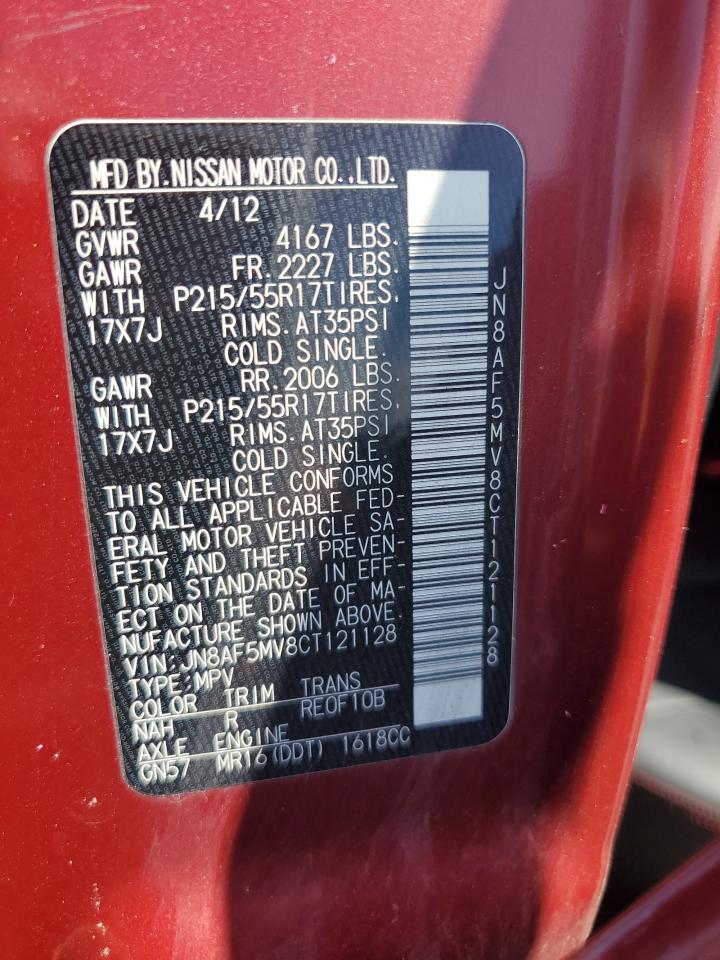 MFD BY.NISSAN MOTOR CO.,LTD.
DATE 4/12
GVWR 4167 LBS.
GAWR FR.2227 LBS.
WITH P215/55R17TIRES.
17X7J RIMS.AT35PSI
COLD SINGLE.
GAWR RR.2006 LBS.
WITH P215/55R17TIRES.
17X7J RIMS.AT35PSI
COLD SINGLE.
THIS VEHICLE CONFORMS
TO ALL APPLICABLE FED-
ERAL MOTOR VEHICLE SA-
FETY AND THEFT PREVEN-
TION STANDARDS IN EFF-
ECT ON THE DATE OF MA-
NUFACTURE SHOWN ABOVE.
VIN: JN8AF5MV8CT121128
TYPE:MPV
COLOR TRIM TRANS
NAH R RE0F10B
AXLE ENGINE
GN57 MR16(DDT) 1618CC
JN8AF5MV8CT121128